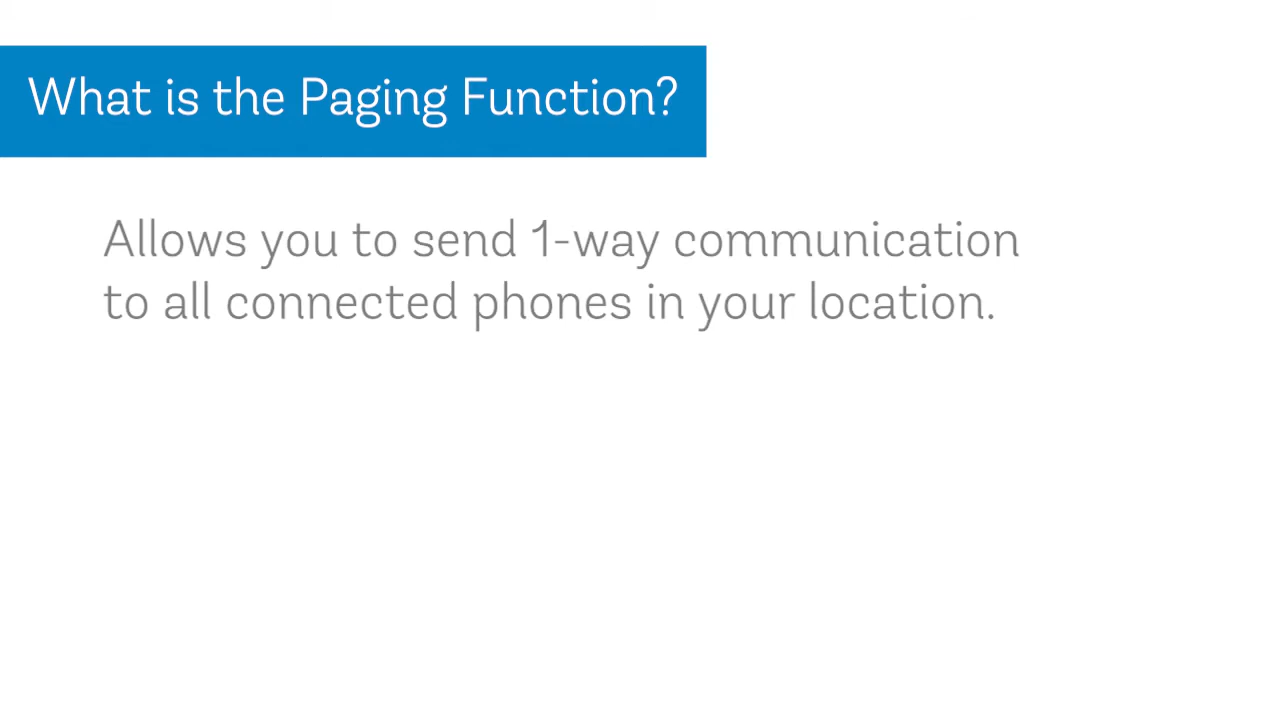 What is the Paging Function?
Allows you to send 1-way communication
to all connected phones in your location.